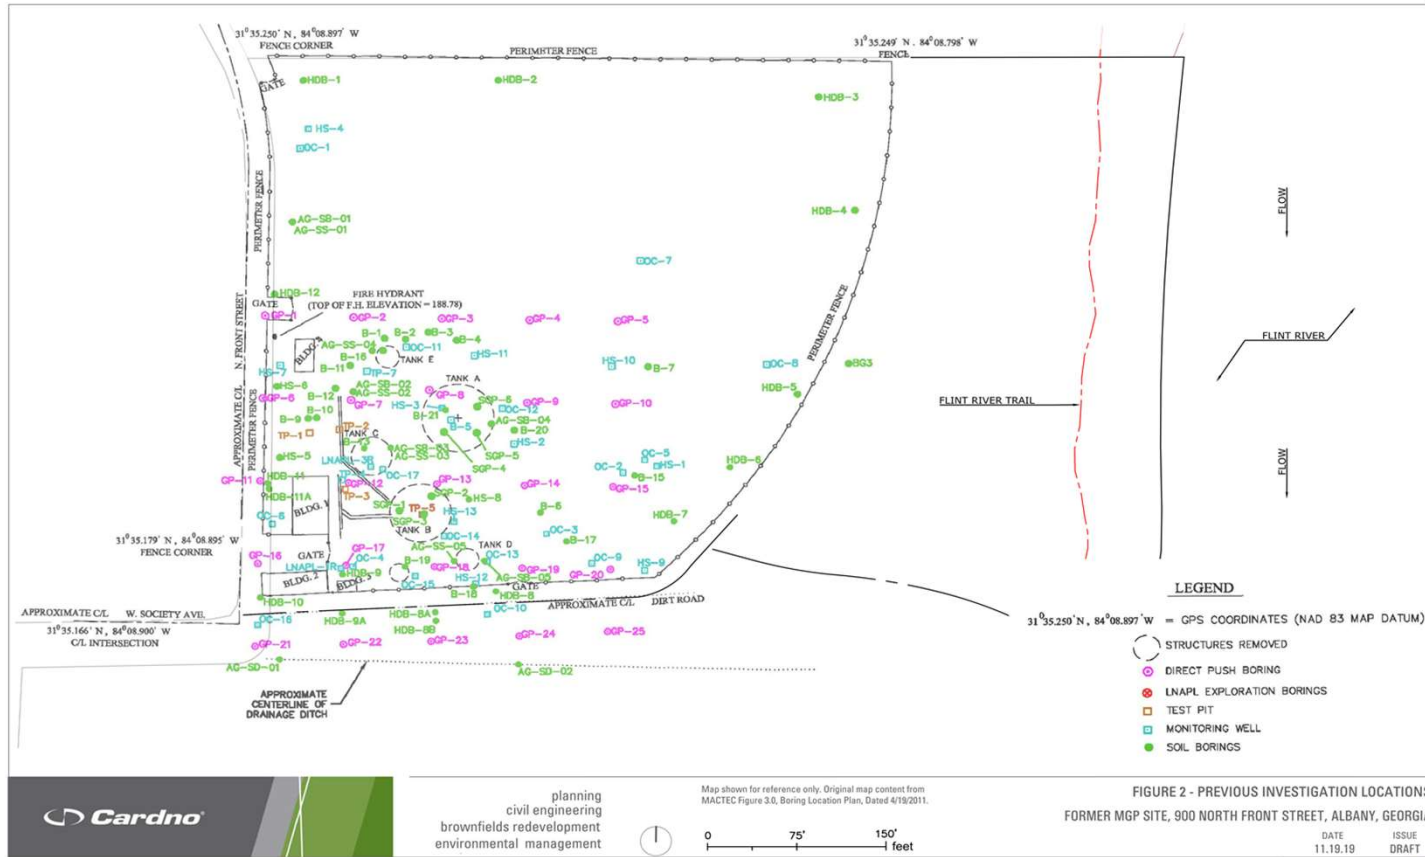 31°35.250' N, 84°08.897' W
FENCE CORNER
PERIMETER FENCE
31°35.249' N . 84°08.798' W
FENCE
GATE
HDB-1
HDB-2
HDB-3
HS-4
OC-1
PERIMETER FENCE
N. FRONT STREET
AG-SB-01
AG-SS-01
HDB-4
FLOW
OC-7
HDB-12
GATE
FIRE HYDRANT
(TOP OF F.H. ELEVATION = 188.78)
GP-1
GP-2
GP-3
GP-4
GP-5
PERIMETER FENCE
FLINT RIVER
BLDG. 4
B-1
B-2
B-3
B-4
AG-SS-04
OC-11
HS-11
B-16
TANK E
HS-7
B-11
TP-7
HS-10
B-7
OC-8
BG3
HS-6
TANK A
AG-SB-02
AG-SS-02
GP-8
HDB-5
GP-6
B-12
GP-7
HS-3
SGP-6
OC-12
GP-9
GP-10
FLINT RIVER TRAIL
B-9
B-10
B-21
B-5
AG-SB-04
B-20
TP-1
TP-2
HS-2
APPROXIMATE C/L
PERIMETER FENCE
TANK C
B-13
AG-SB-03
AG-SS-03
SGP-5
SGP-4
HS-5
LNAPL-3R
OC-17
OC-5
OC-2
HS-1
HDB-6
B-15
FLOW
GP-11
HDB-11
HDB-11A
GP-12
GP-13
GP-14
GP-15
TP-3
SGP-2
HS-8
SGP-1
TP-5
B-6
BLDG. 1
SGP-3
HS-13
HDB-7
TANK B
OC-3
31°35.179' N, 84°08.895' W
FENCE CORNER
OC-14
B-17
GATE
GP-16
GP-17
OC-4
AG-SS-05
TANK D
OC-13
OC-9
HS-9
B-19
GP-18
GP-19
GP-20
BLDG. 2
BLDG. 3
HDB-9
OC-15
HS-12
AG-SB-05
GATE
B-18
HDB-8
HDB-10
LEGEND
APPROXIMATE C/L W. SOCIETY AVE.
APPROXIMATE C/L DIRT ROAD
HDB-9A
HDB-8A
HDB-8B
OC-10
OC-16
31°35.166' N, 84°08.900' W
C/L INTERSECTION
31°35.250' N, 84°08.897' W = GPS COORDINATES (NAD 83 MAP DATUM)
GP-21
GP-22
GP-23
GP-24
GP-25
STRUCTURES REMOVED
AG-SD-01
AG-SD-02
DIRECT PUSH BORING
LNAPL EXPLORATION BORINGS
APPROXIMATE
CENTERLINE OF
DRAINAGE DITCH
TEST PIT
MONITORING WELL
SOIL BORINGS
Cardno
planning
civil engineering
brownfields redevelopment
environmental management
Map shown for reference only. Original map content from
MACTEC Figure 3.0, Boring Location Plan, Dated 4/19/2011.
0 75' 150'
feet
FIGURE 2 - PREVIOUS INVESTIGATION LOCATIONS
FORMER MGP SITE, 900 NORTH FRONT STREET, ALBANY, GEORGIA
DATE ISSUE
11.19.19 DRAFT